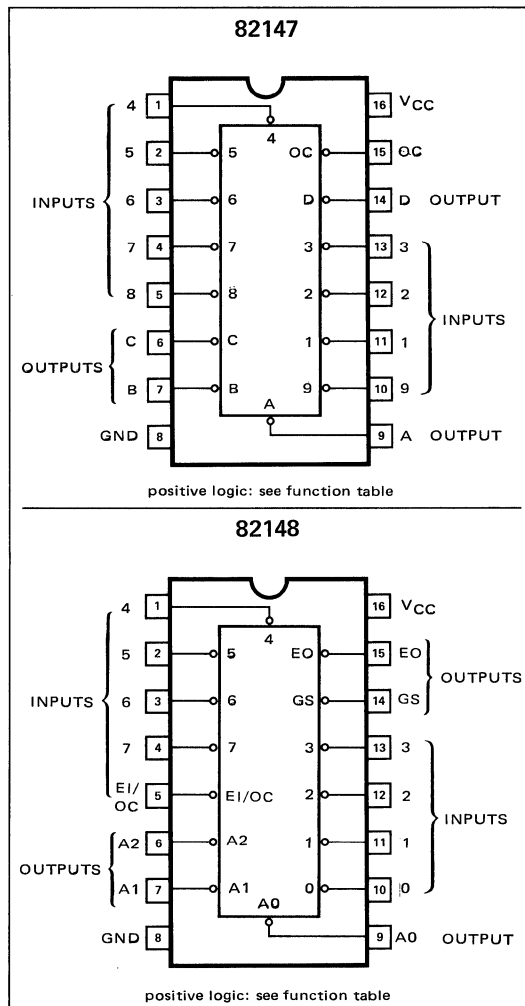 82147
4 1 16 VCC
4
5 2 5 OC 15 OC
6 3 6 D 14 D OUTPUT
INPUTS
7 4 7 3 13 3
8 5 8 2 12 2
INPUTS
C 6 C 1 11 1
OUTPUTS
B 7 B 9 10 9
A
GND 8 9 A OUTPUT
positive logic: see function table
82148
4 1 16 VCC
4
5 2 5 EO 15 EO
OUTPUTS
6 3 6 GS 14 GS
INPUTS
7 4 7 3 13 3
EI/
OC 5 EI/OC 2 12 2
INPUTS
A2 6 A2 1 11 1
OUTPUTS
A1 7 A1 0 10 0
A0
GND 8 9 A0 OUTPUT
positive logic: see function table